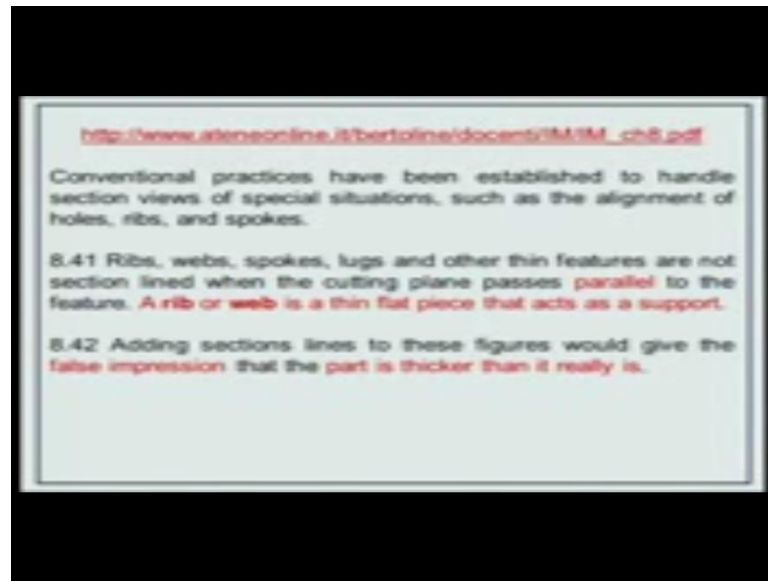 http://www.ateneonline.it/bertoline/docenti/IM/IM_ch8.pdf
Conventional practices have been established to handle
section views of special situations, such as the alignment of
holes, ribs, and spokes.
8.41 Ribs, webs, spokes, lugs and other thin features are not
section lined when the cutting plane passes parallel to the
feature. A rib or web is a thin flat piece that acts as a support.
8.42 Adding sections lines to these figures would give the
false impression that the part is thicker than it really is.